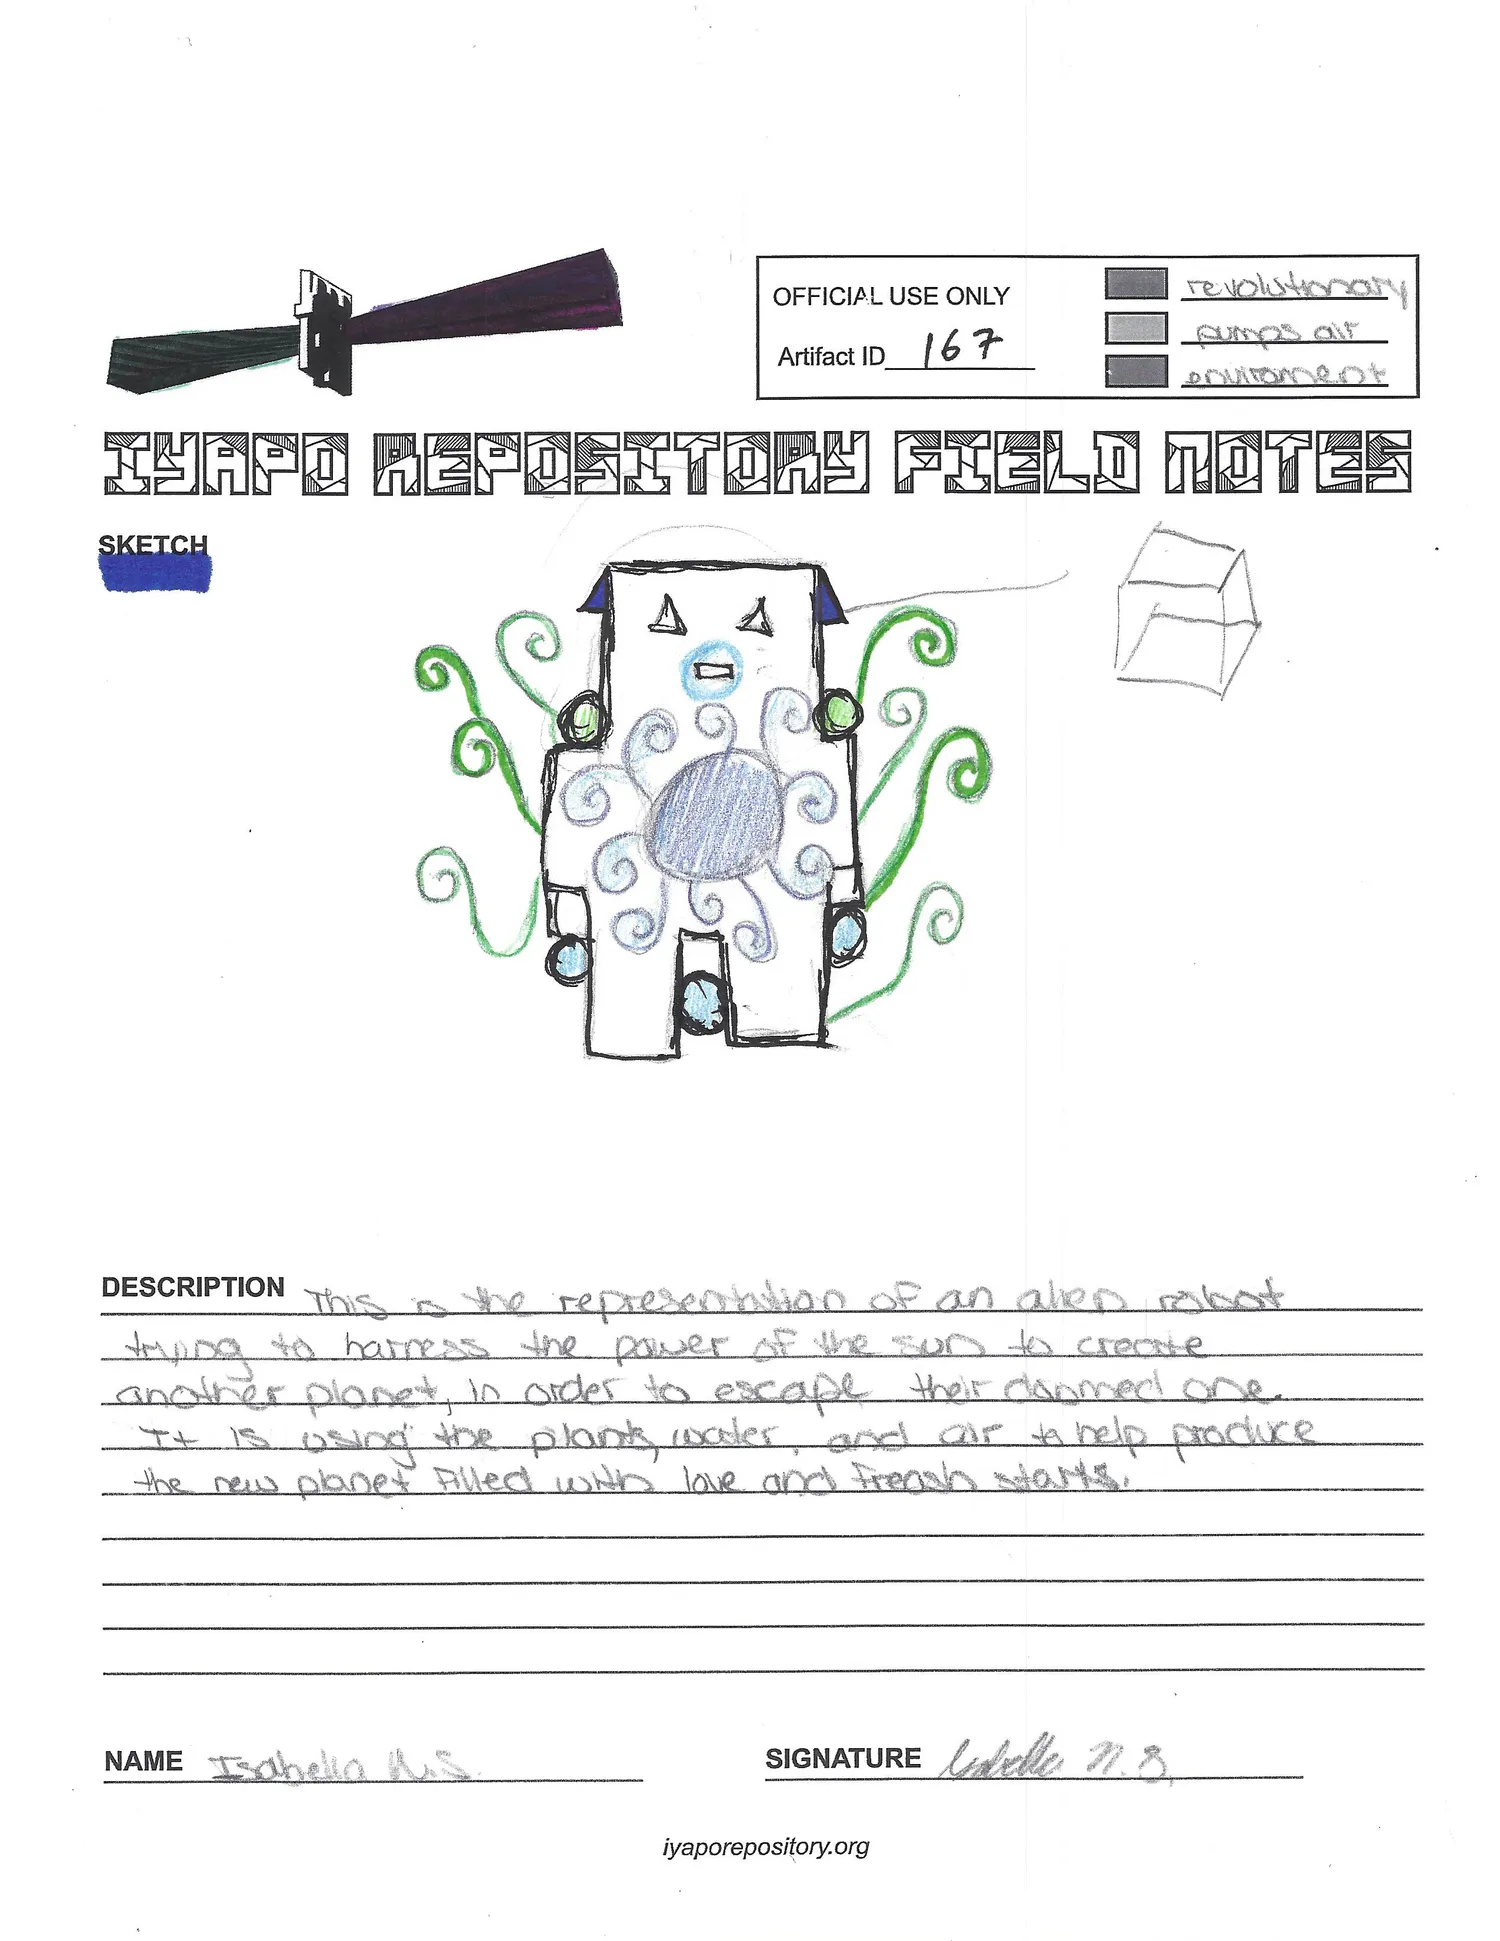 OFFICIAL USE ONLY
Artifact ID 167
revolutionary
pumps air
enviroment
IYAPO REPOSITORY FIELD NOTES
SKETCH
DESCRIPTION This is the representation of an alien robot
trying to harness the power of the sun to create
another planet, in order to escape their doomed one.
It is using the plants, water, and air to help produce
the new planet filled with love and freash starts.
NAME Isabella N.S.
SIGNATURE Isabella N.S.
iyaporepository.org